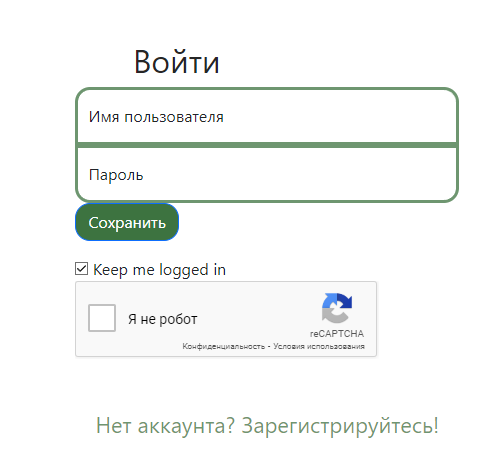 Войти
Имя пользователя
Пароль
Сохранить
Keep me logged in
Я не робот
reCAPTCHA
Конфиденциальность - Условия использования
Нет аккаунта? Зарегистрируйтесь!